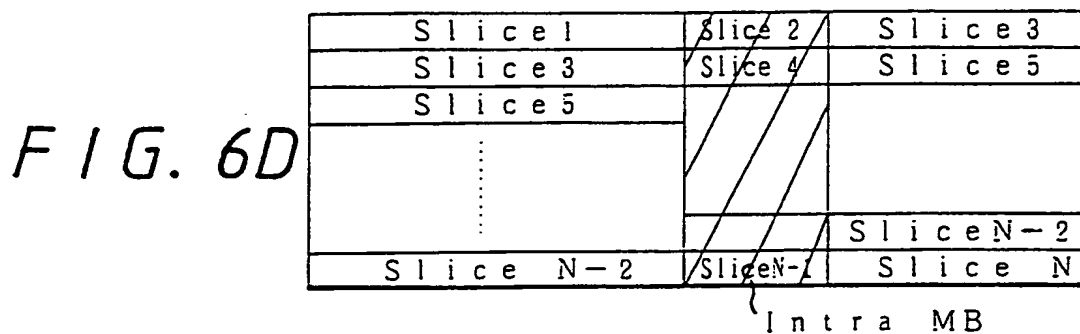 Slice1 Slice 2 Slice3
Slice3 Slice 4 Slice5
Slice5
FIG. 6D
SliceN-2
Slice N-2 SliceN-1 Slice N
Intra MB